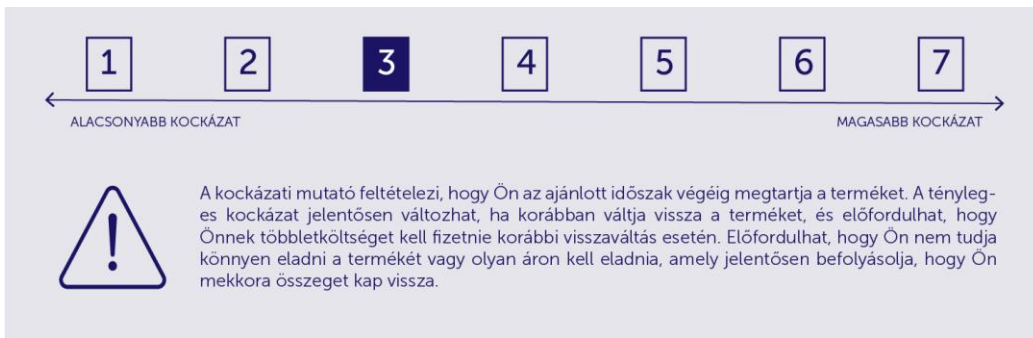 1 2 3 4 5 6 7
ALACSONYABB KOCKÁZAT MAGASABB KOCKÁZAT
A kockázati mutató feltételezi, hogy Ön az ajánlott időszak végéig megtartja a terméket. A tényleg-
es kockázat jelentősen változhat, ha korábban váltja vissza a terméket, és előfordulhat, hogy
Önnek többletköltséget kell fizetnie korábbi visszaváltás esetén. Előfordulhat, hogy Ön nem tudja
könnyen eladni a termékét vagy olyan áron kell eladnia, amely jelentősen befolyásolja, hogy Ön
mekkora összeget kap vissza.